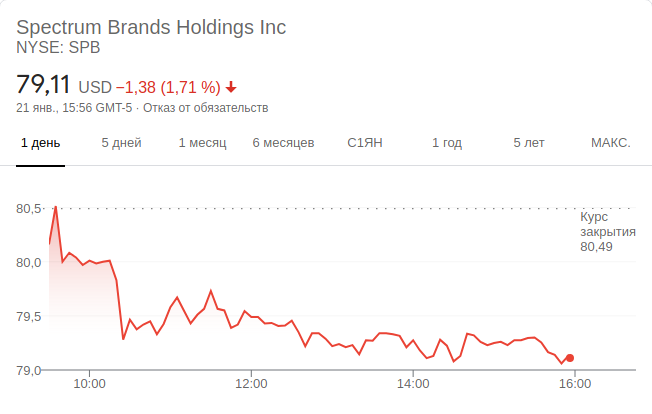 Spectrum Brands Holdings Inc
NYSE: SPB
79,11 USD −1,38 (1,71 %)
21 янв., 15:56 GMT-5 · Отказ от обязательств
1 день 5 дней 1 месяц 6 месяцев С1ЯН 1 год 5 лет МАКС.
80,5
Курс
закрытия
80,49
80,0
79,5
79,0
10:00 12:00 14:00 16:00